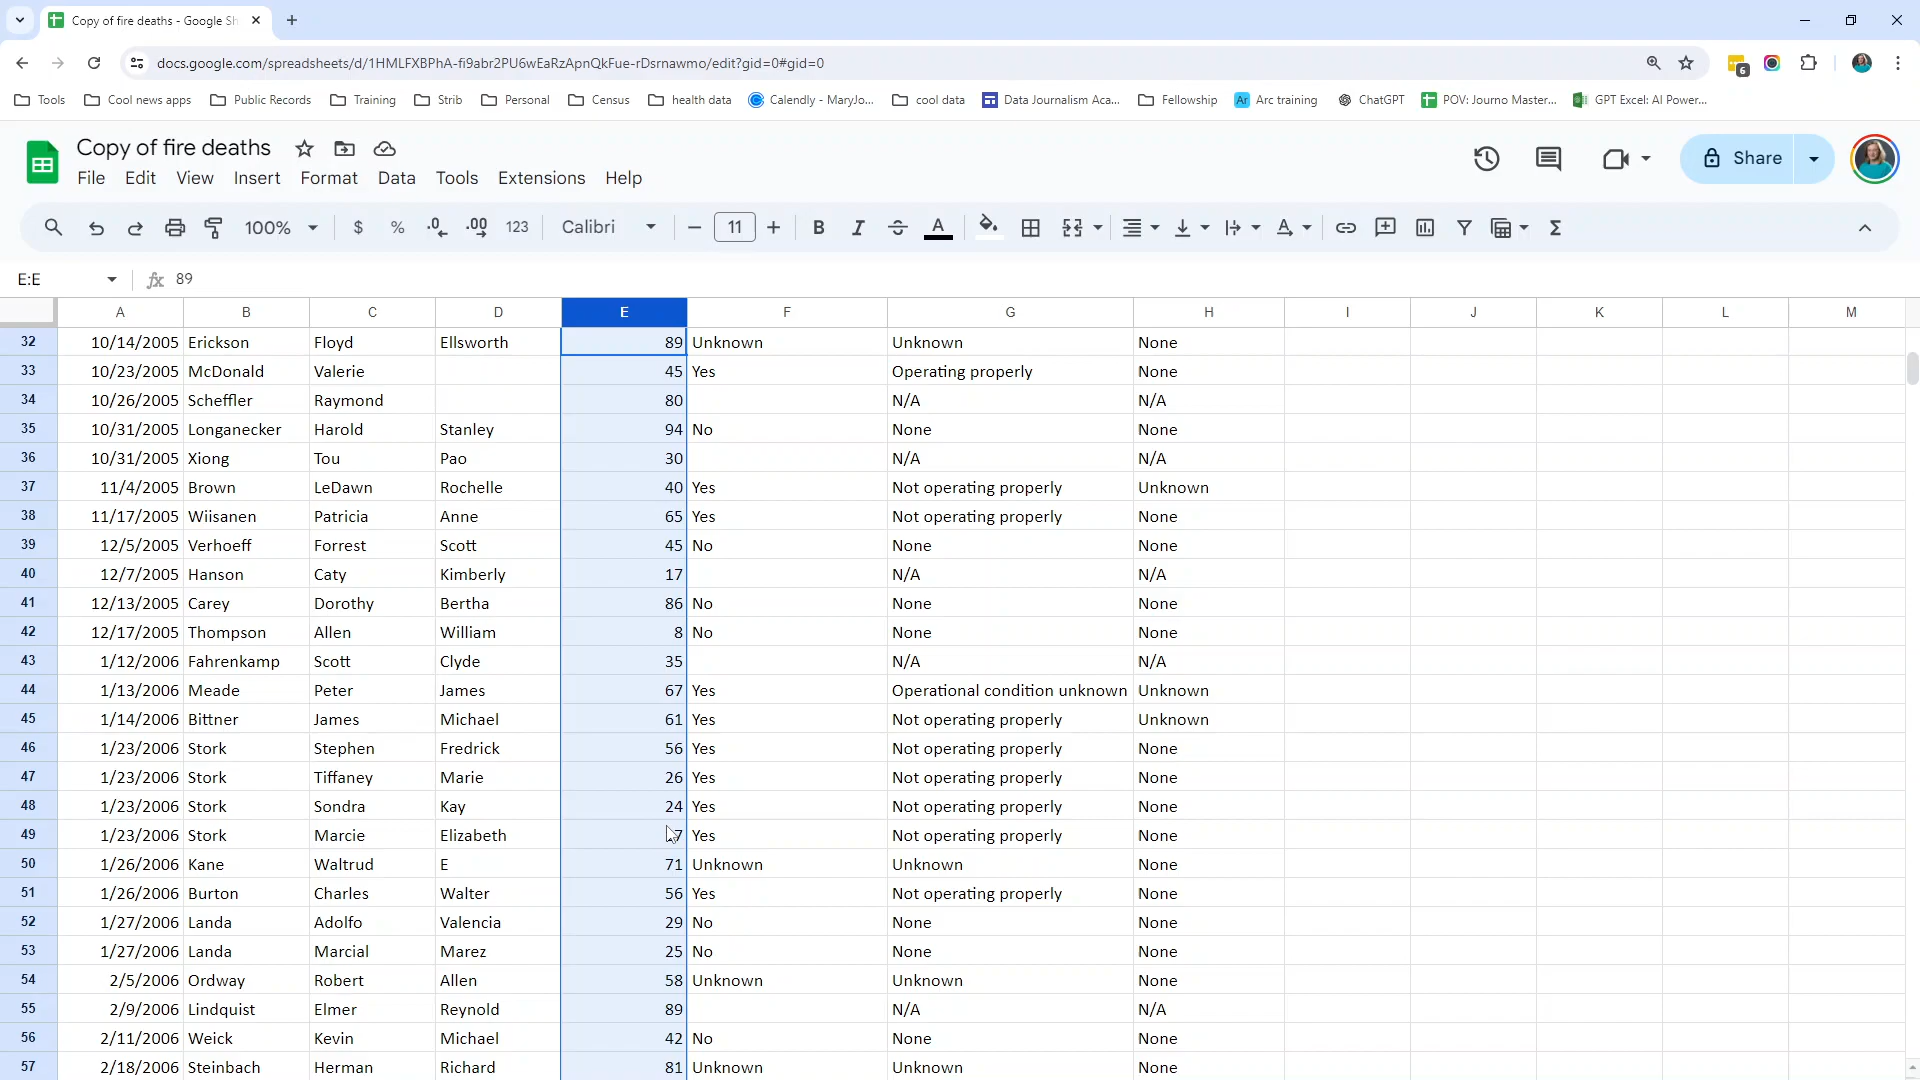 Copy of fire deaths - Google Sh
docs.google.com/spreadsheets/d/1HMLFXBPhA-fi9abr2PU6wEaRzApnQkFue-rDsrnawmo/edit?gid=0#gid=0
6
Tools Cool news apps Public Records Training Strib Personal Census health data Calendly - MaryJo... cool data Data Journalism Aca... Fellowship Ar Arc training ChatGPT POV: Journo Master... GPT Excel: AI Power...
Copy of fire deaths
Share
File Edit View Insert Format Data Tools Extensions Help
100% $ % .0 .00 123 Calibri 11 B I A
E:E fx 89
A B C D E F G H I J K L M
32 10/14/2005 Erickson Floyd Ellsworth 89 Unknown Unknown None
33 10/23/2005 McDonald Valerie 45 Yes Operating properly None
34 10/26/2005 Scheffler Raymond 80 N/A N/A
35 10/31/2005 Longanecker Harold Stanley 94 No None None
36 10/31/2005 Xiong Tou Pao 30 N/A N/A
37 11/4/2005 Brown LeDawn Rochelle 40 Yes Not operating properly Unknown
38 11/17/2005 Wiisanen Patricia Anne 65 Yes Not operating properly None
39 12/5/2005 Verhoeff Forrest Scott 45 No None None
40 12/7/2005 Hanson Caty Kimberly 17 N/A N/A
41 12/13/2005 Carey Dorothy Bertha 86 No None None
42 12/17/2005 Thompson Allen William 8 No None None
43 1/12/2006 Fahrenkamp Scott Clyde 35 N/A N/A
44 1/13/2006 Meade Peter James 67 Yes Operational condition unknown Unknown
45 1/14/2006 Bittner James Michael 61 Yes Not operating properly Unknown
46 1/23/2006 Stork Stephen Fredrick 56 Yes Not operating properly None
47 1/23/2006 Stork Tiffaney Marie 26 Yes Not operating properly None
48 1/23/2006 Stork Sondra Kay 24 Yes Not operating properly None
49 1/23/2006 Stork Marcie Elizabeth Yes Not operating properly None
50 1/26/2006 Kane Waltrud E 71 Unknown Unknown None
51 1/26/2006 Burton Charles Walter 56 Yes Not operating properly None
52 1/27/2006 Landa Adolfo Valencia 29 No None None
53 1/27/2006 Landa Marcial Marez 25 No None None
54 2/5/2006 Ordway Robert Allen 58 Unknown Unknown None
55 2/9/2006 Lindquist Elmer Reynold 89 N/A N/A
56 2/11/2006 Weick Kevin Michael 42 No None None
57 2/18/2006 Steinbach Herman Richard 81 Unknown Unknown None